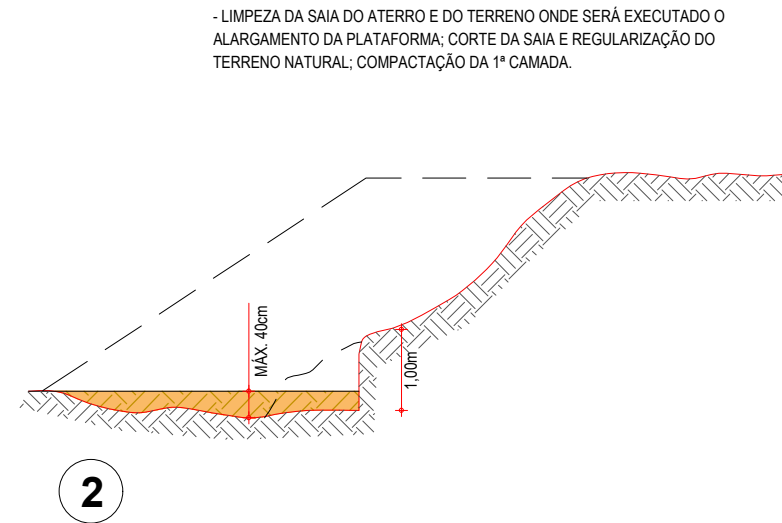 - LIMPEZA DA SAIA DO ATERRO E DO TERRENO ONDE SERÁ EXECUTADO O
ALARGAMENTO DA PLATAFORMA; CORTE DA SAIA E REGULARIZAÇÃO DO
TERRENO NATURAL; COMPACTAÇÃO DA 1ª CAMADA.
MÁX. 40cm
1,00m
2